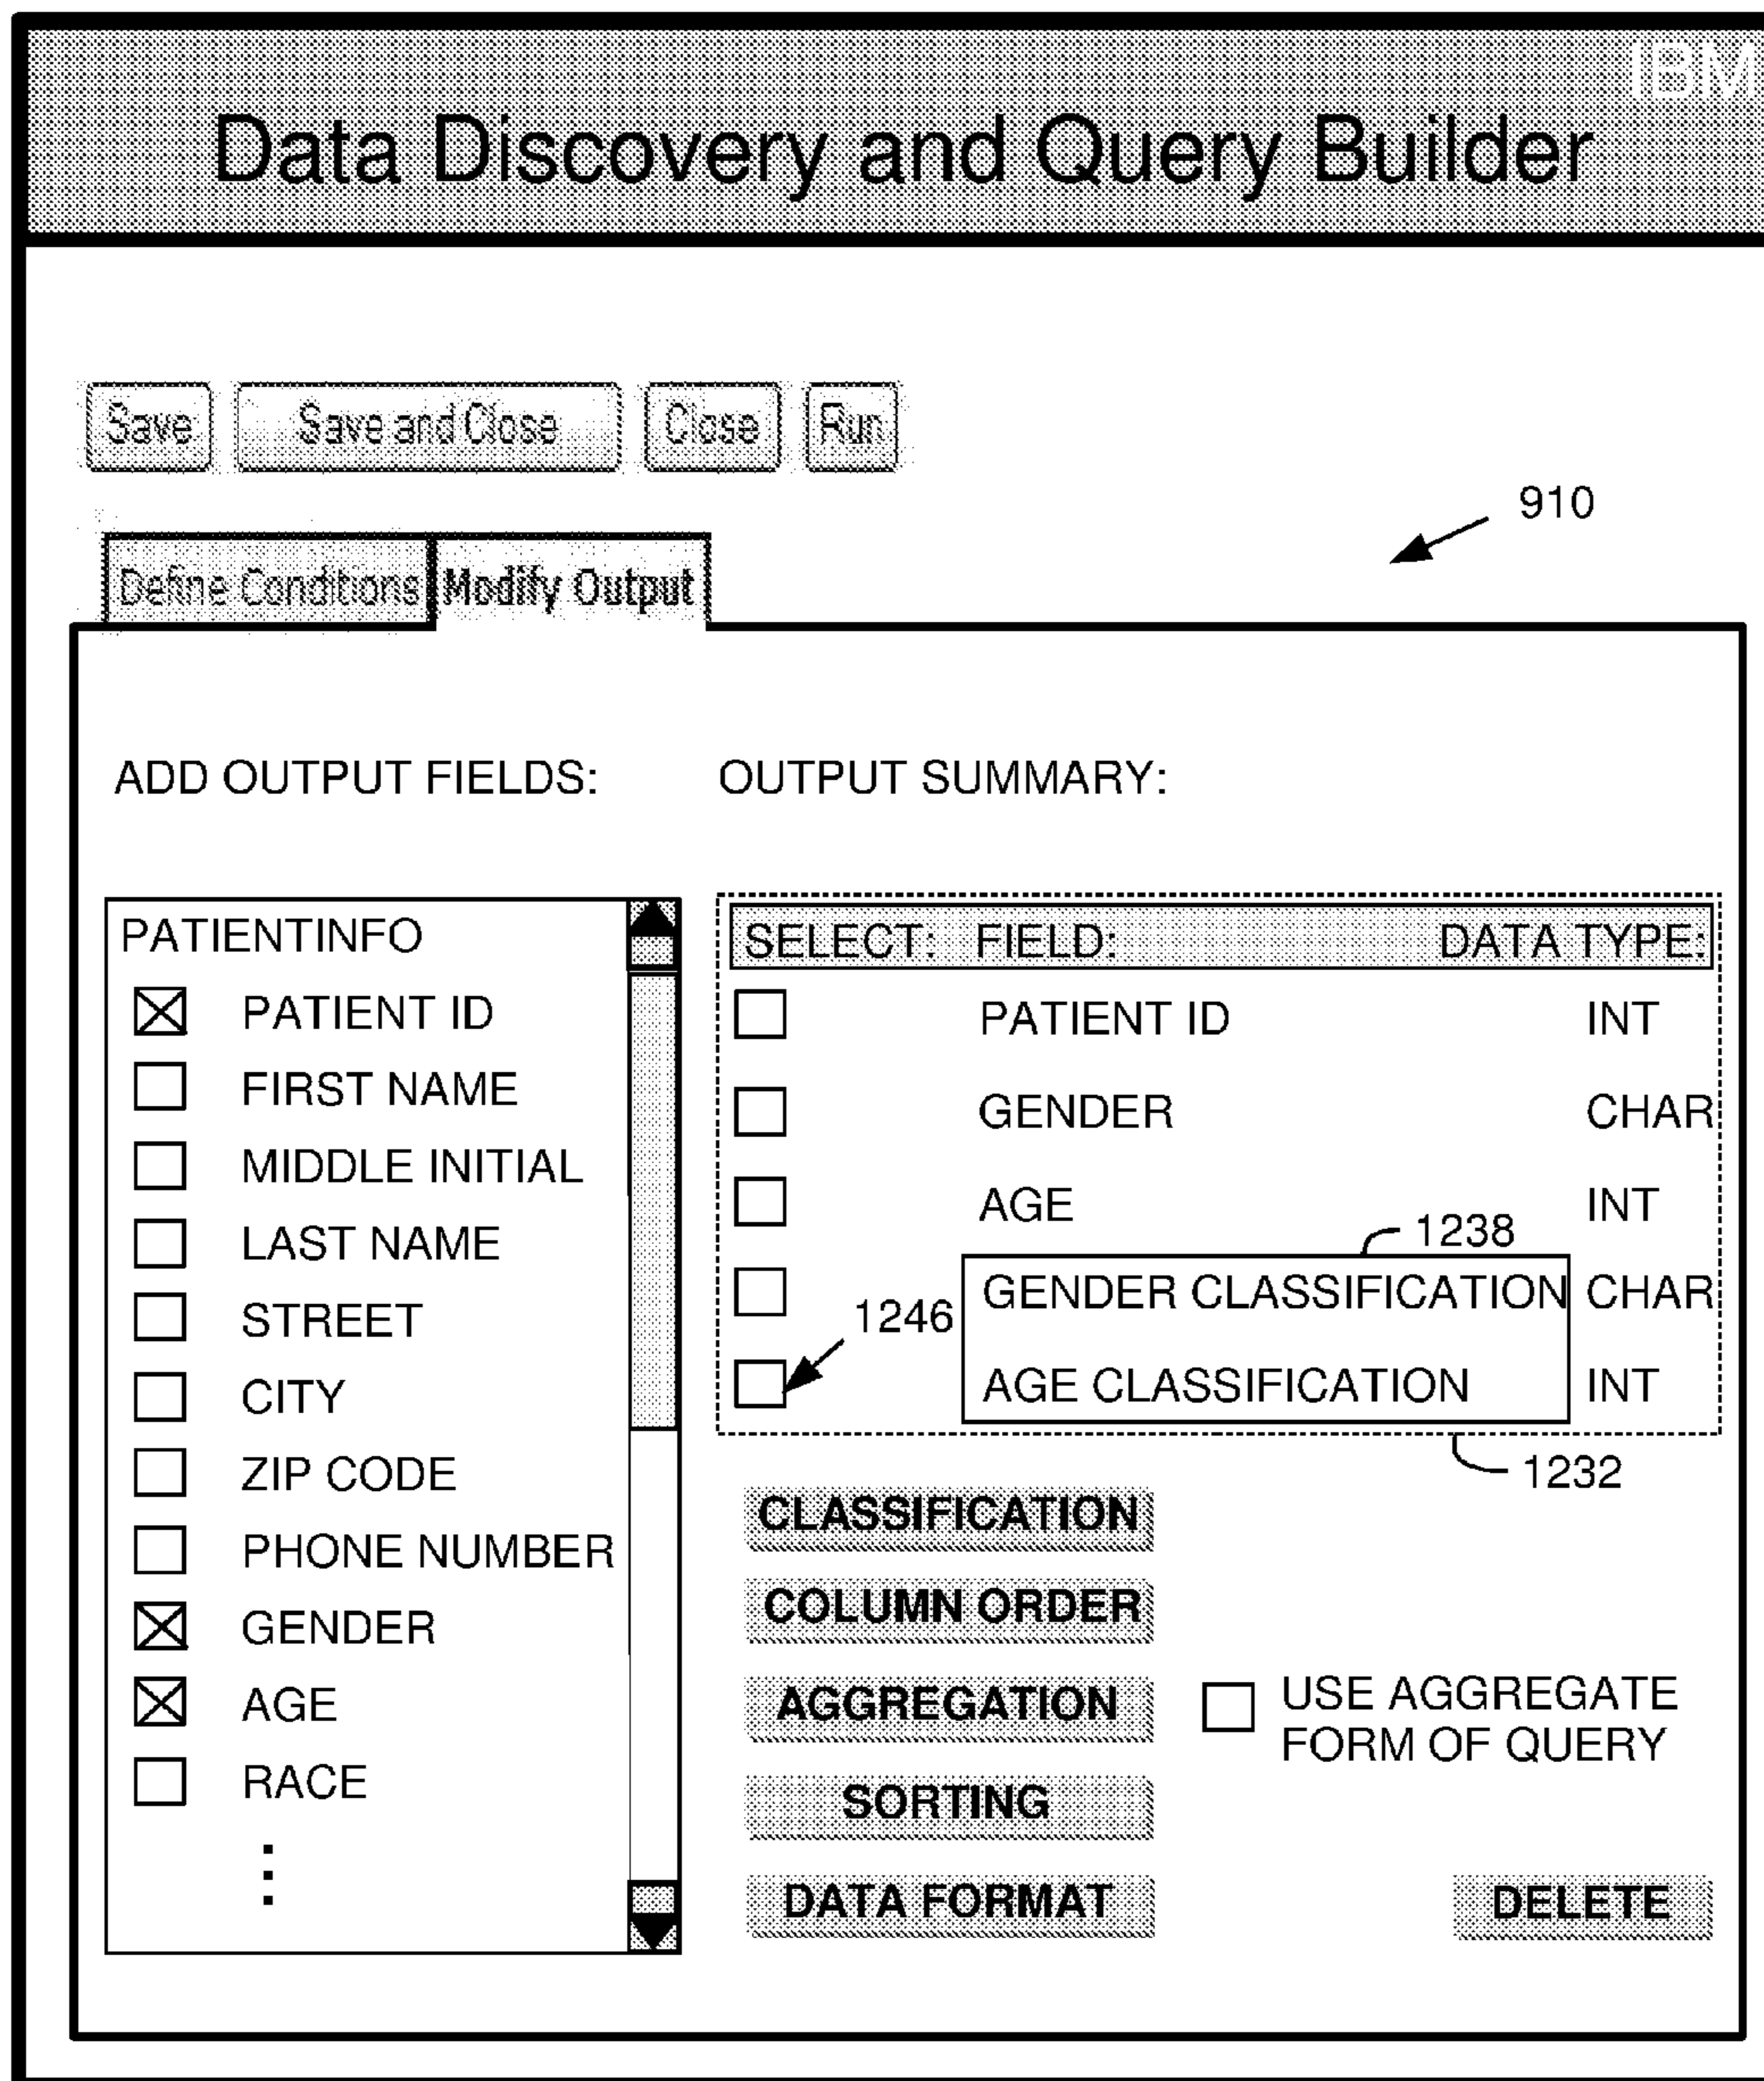 IBM
Data Discovery and Query Builder
Save Save and Close Close Run
910
Define Conditions Modify Output
ADD OUTPUT FIELDS: OUTPUT SUMMARY:
PATIENTINFO
PATIENT ID
FIRST NAME
MIDDLE INITIAL
LAST NAME
STREET
CITY
ZIP CODE
PHONE NUMBER
GENDER
AGE
RACE
SELECT: FIELD: DATA TYPE:
PATIENT ID INT
GENDER CHAR
AGE INT
1238
GENDER CLASSIFICATION CHAR
1246
AGE CLASSIFICATION INT
1232
CLASSIFICATION
COLUMN ORDER
AGGREGATION
USE AGGREGATE
FORM OF QUERY
SORTING
DATA FORMAT
DELETE